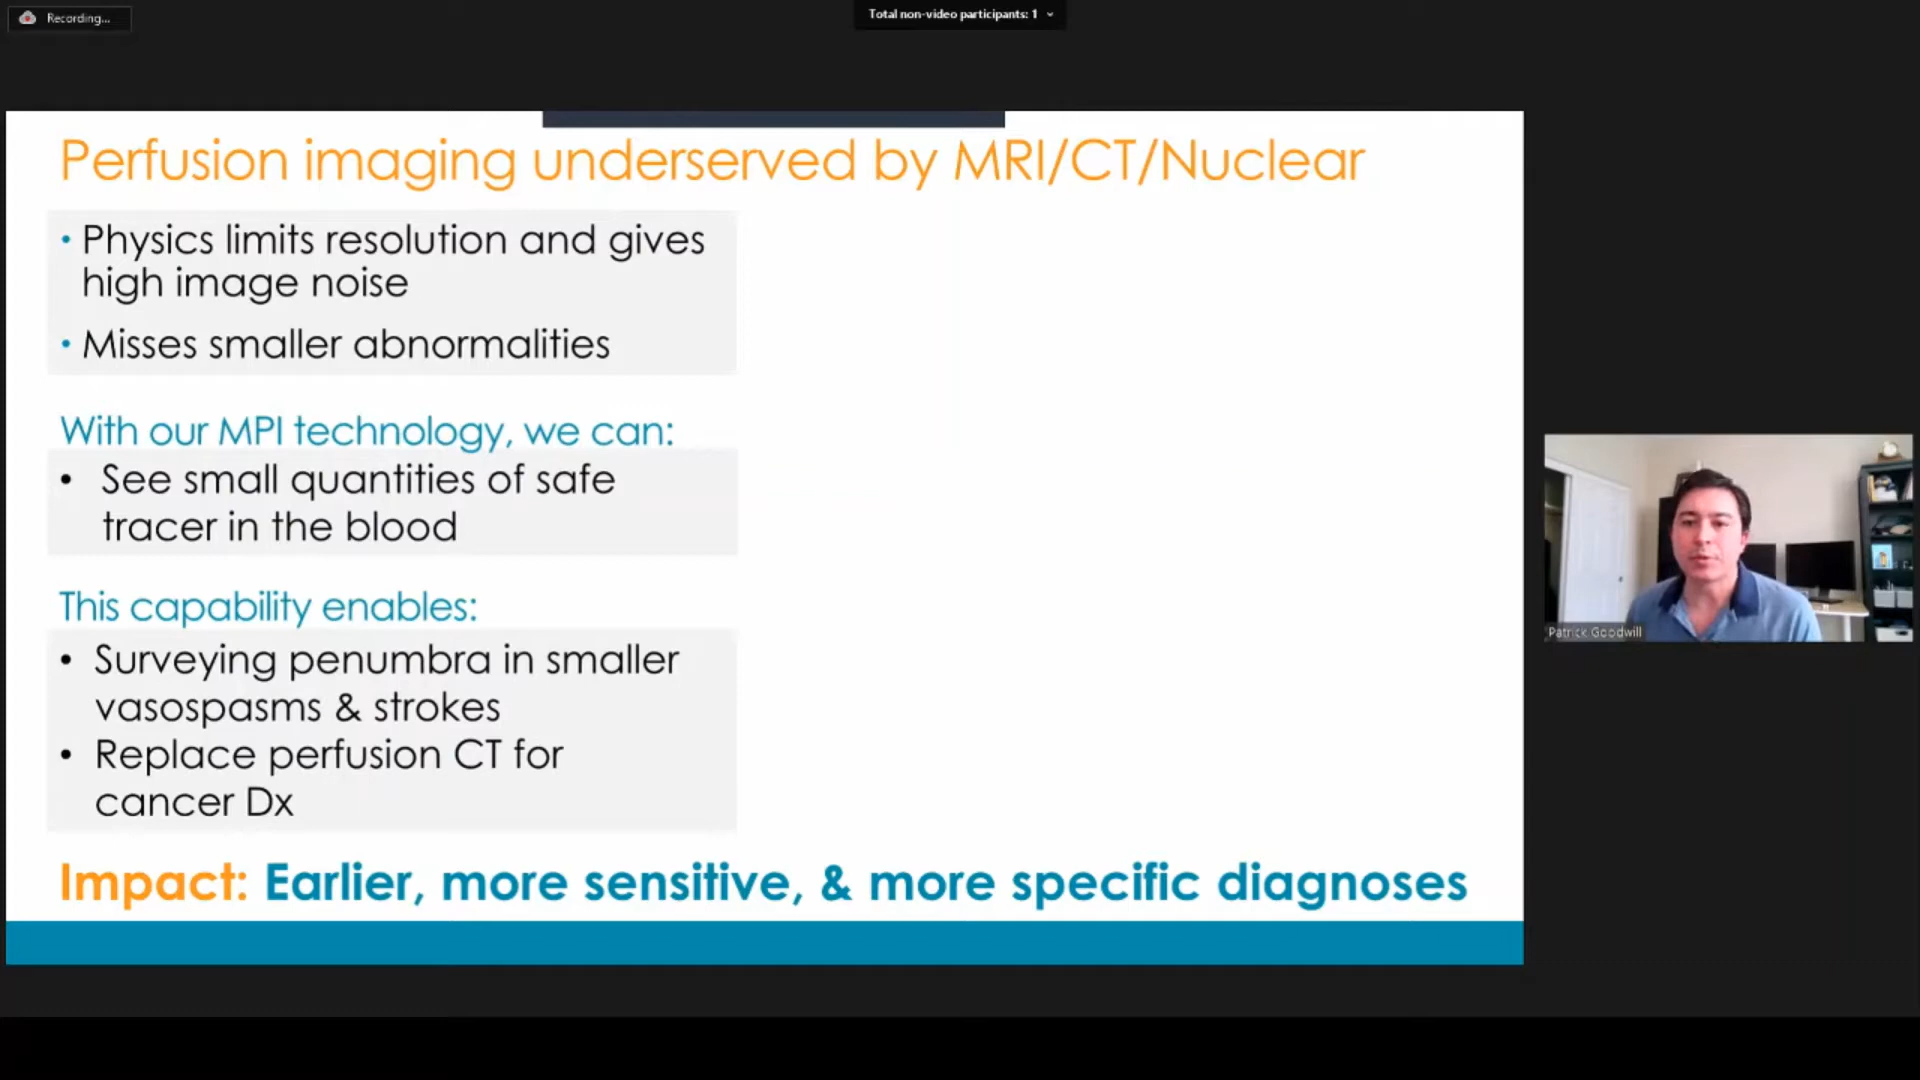 Recording...
Total non-video participants: 1
Perfusion imaging underserved by MRI/CT/Nuclear
• Physics limits resolution and gives
high image noise
• Misses smaller abnormalities
With our MPI technology, we can:
• See small quantities of safe
tracer in the blood
This capability enables:
• Surveying penumbra in smaller
vasospasms & strokes
• Replace perfusion CT for
cancer Dx
Impact: Earlier, more sensitive, & more specific diagnoses
Patrick Goodwill